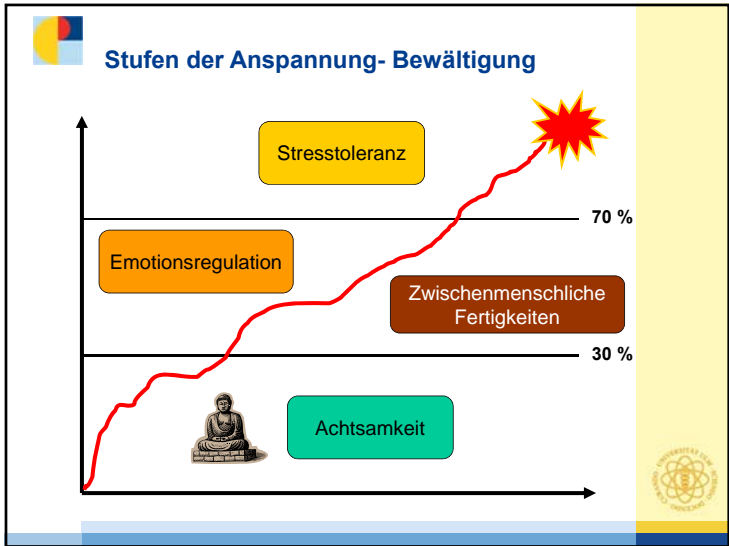 Stufen der Anspannung- Bewältigung
Stresstoleranz
70 %
Emotionsregulation
Zwischenmenschliche
Fertigkeiten
30 %
Achtsamkeit